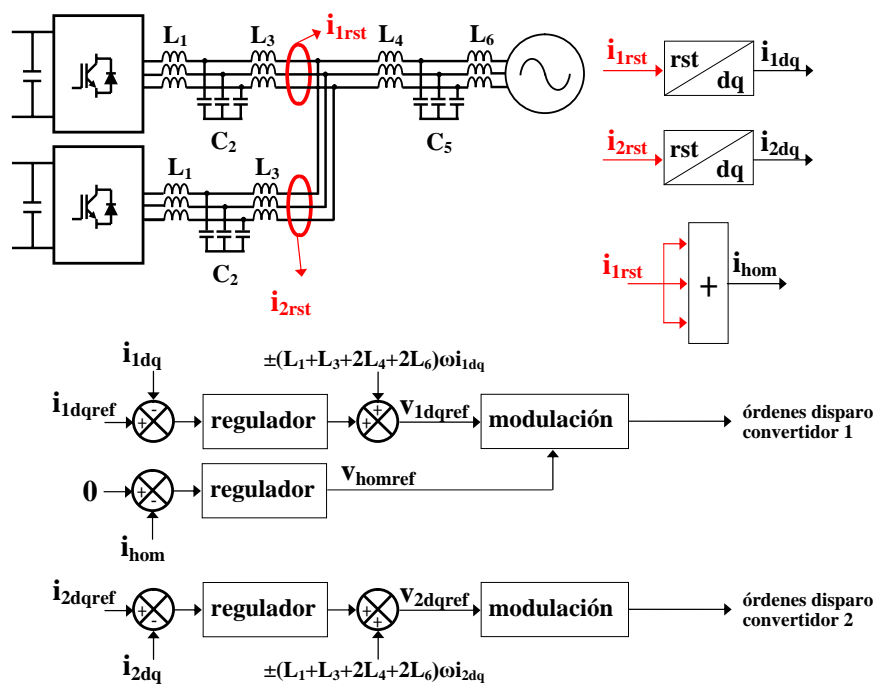 L1 L3 i1rst L4 L6
C2 C5
L1 L3
C2
i2rst
i1rst rst dq i1dq
i2rst rst dq i2dq
i1rst + ihom
i1dq
±(L1+L3+2L4+2L6)ωi1dq
i1dqref - + regulador + + v1dqref modulación órdenes disparo
convertidor 1
0 + - regulador vhomref
ihom
i2dqref + - regulador + + v2dqref modulación órdenes disparo
convertidor 2
i2dq
±(L1+L3+2L4+2L6)ωi2dq